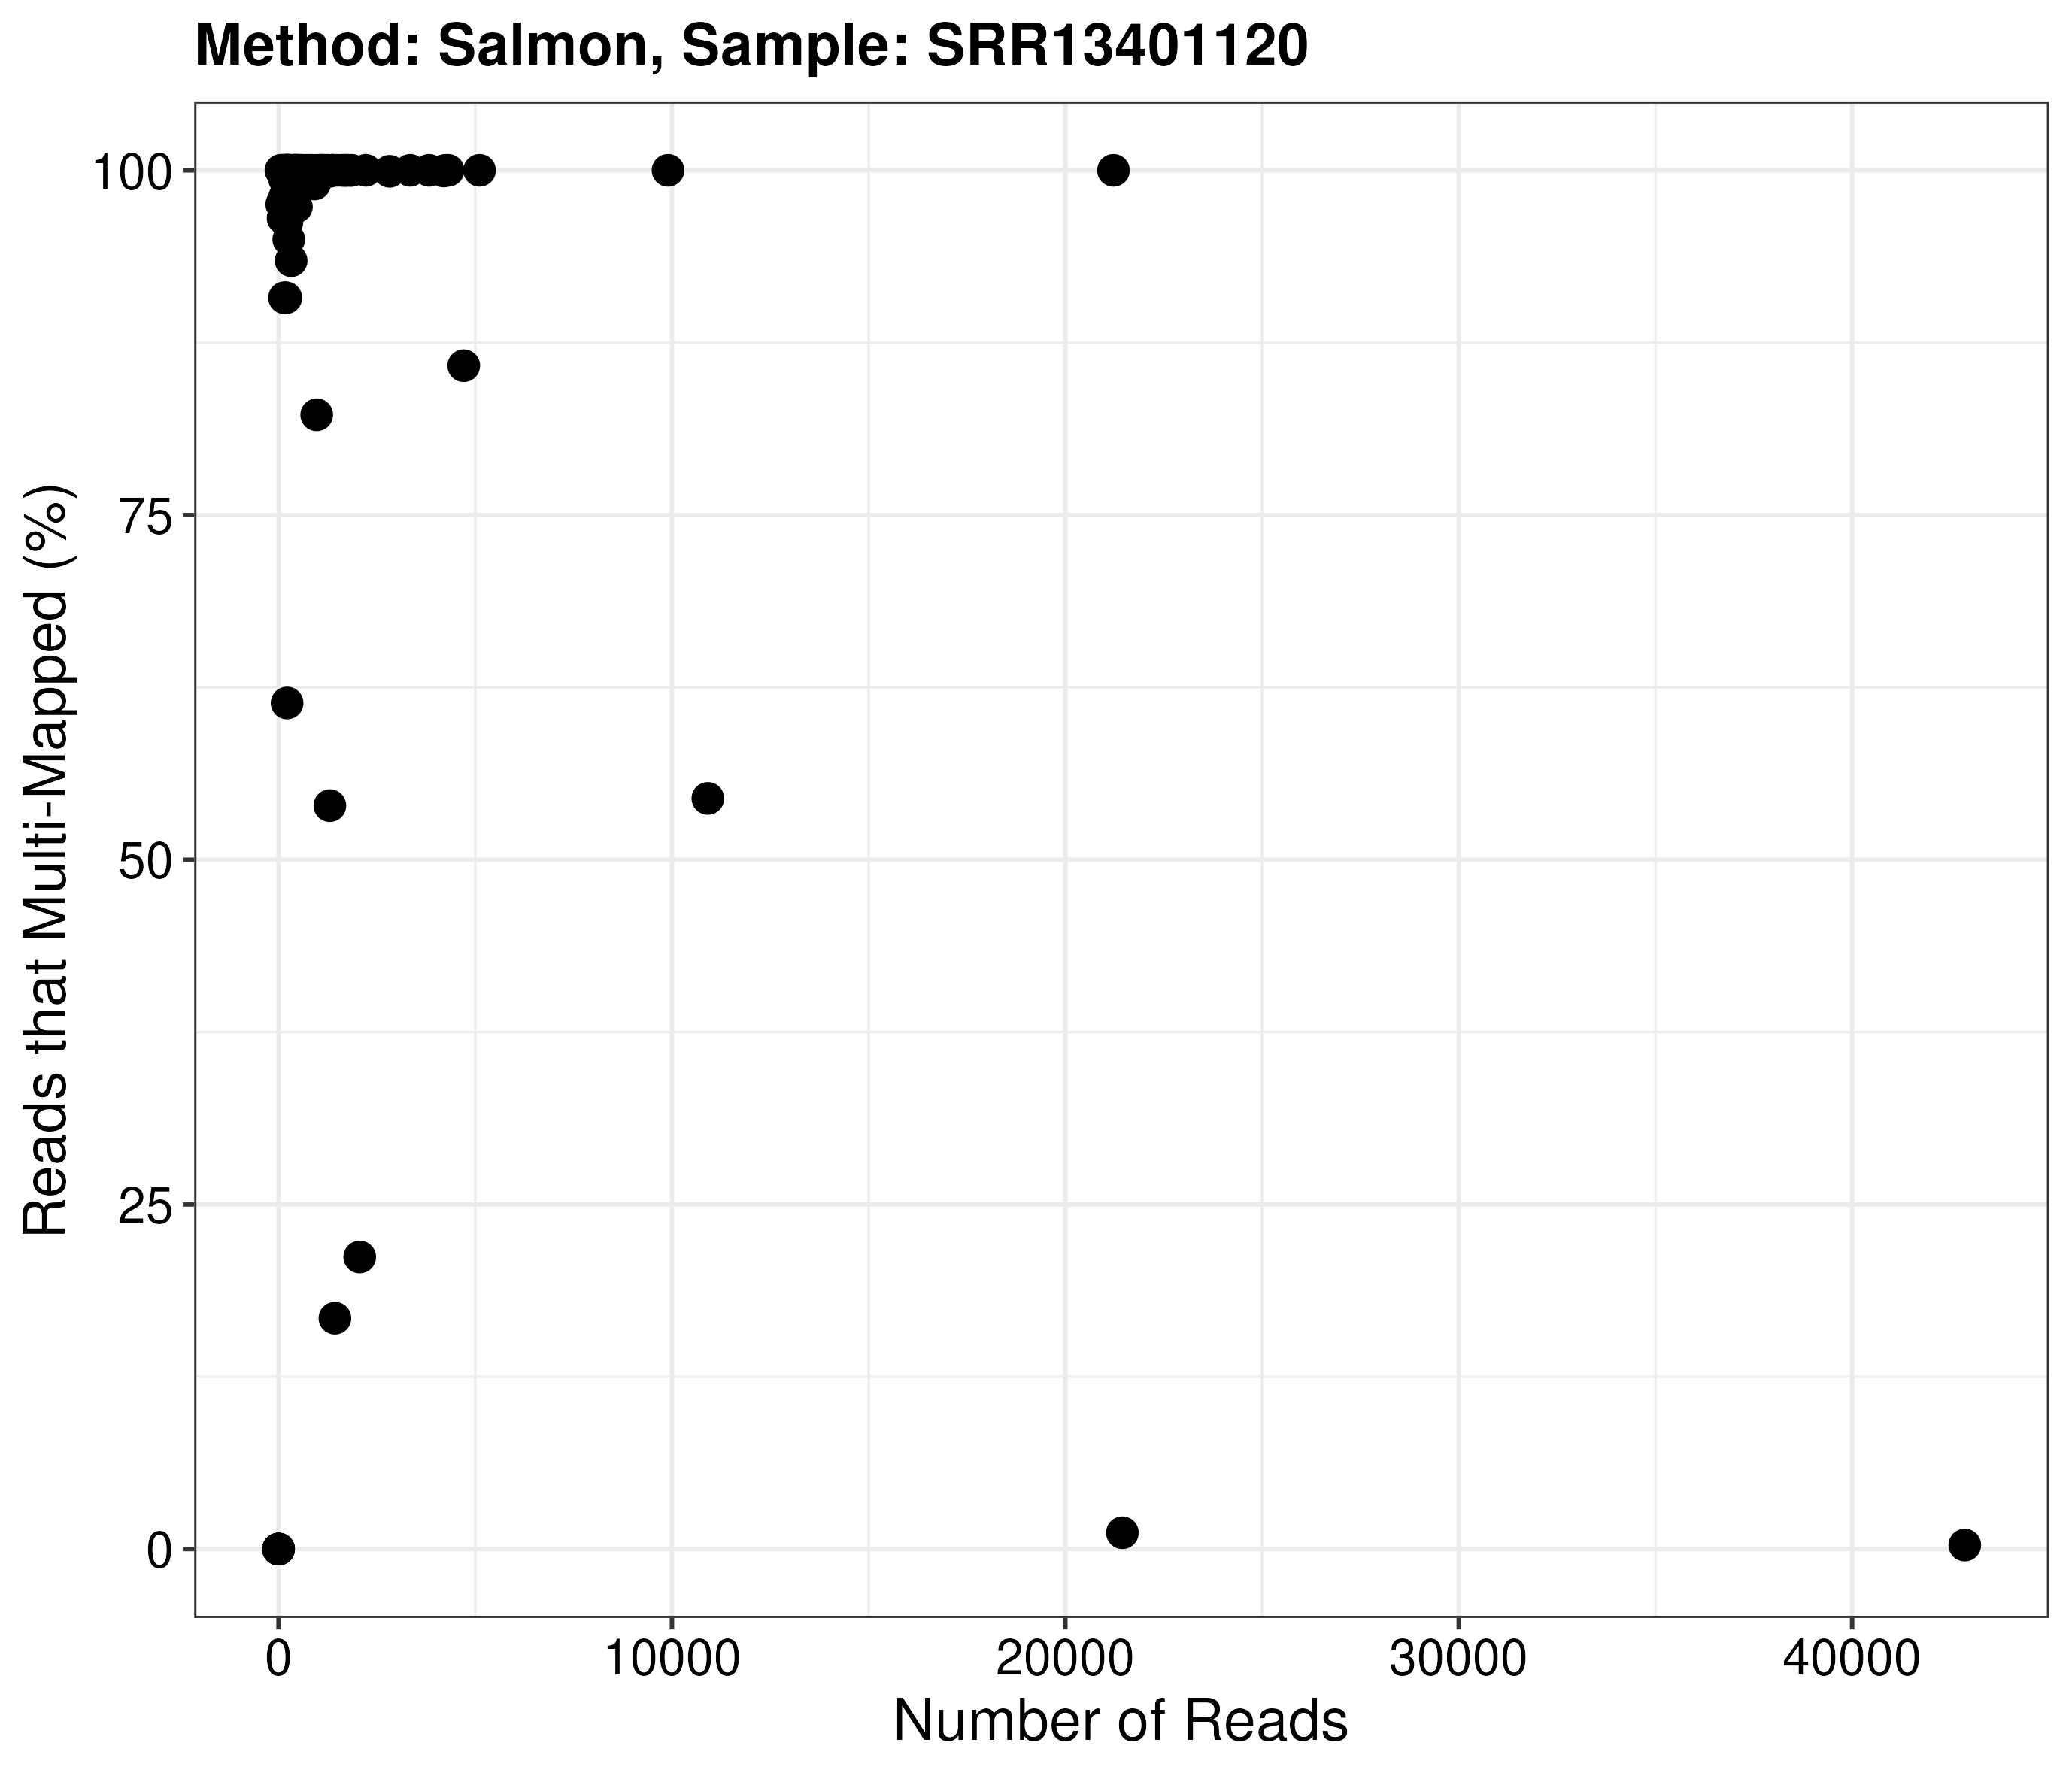 Method: Salmon, Sample: SRR13401120
Reads that Multi-Mapped (%)
100
75
50
25
0
0 10000 20000 30000 40000
Number of Reads